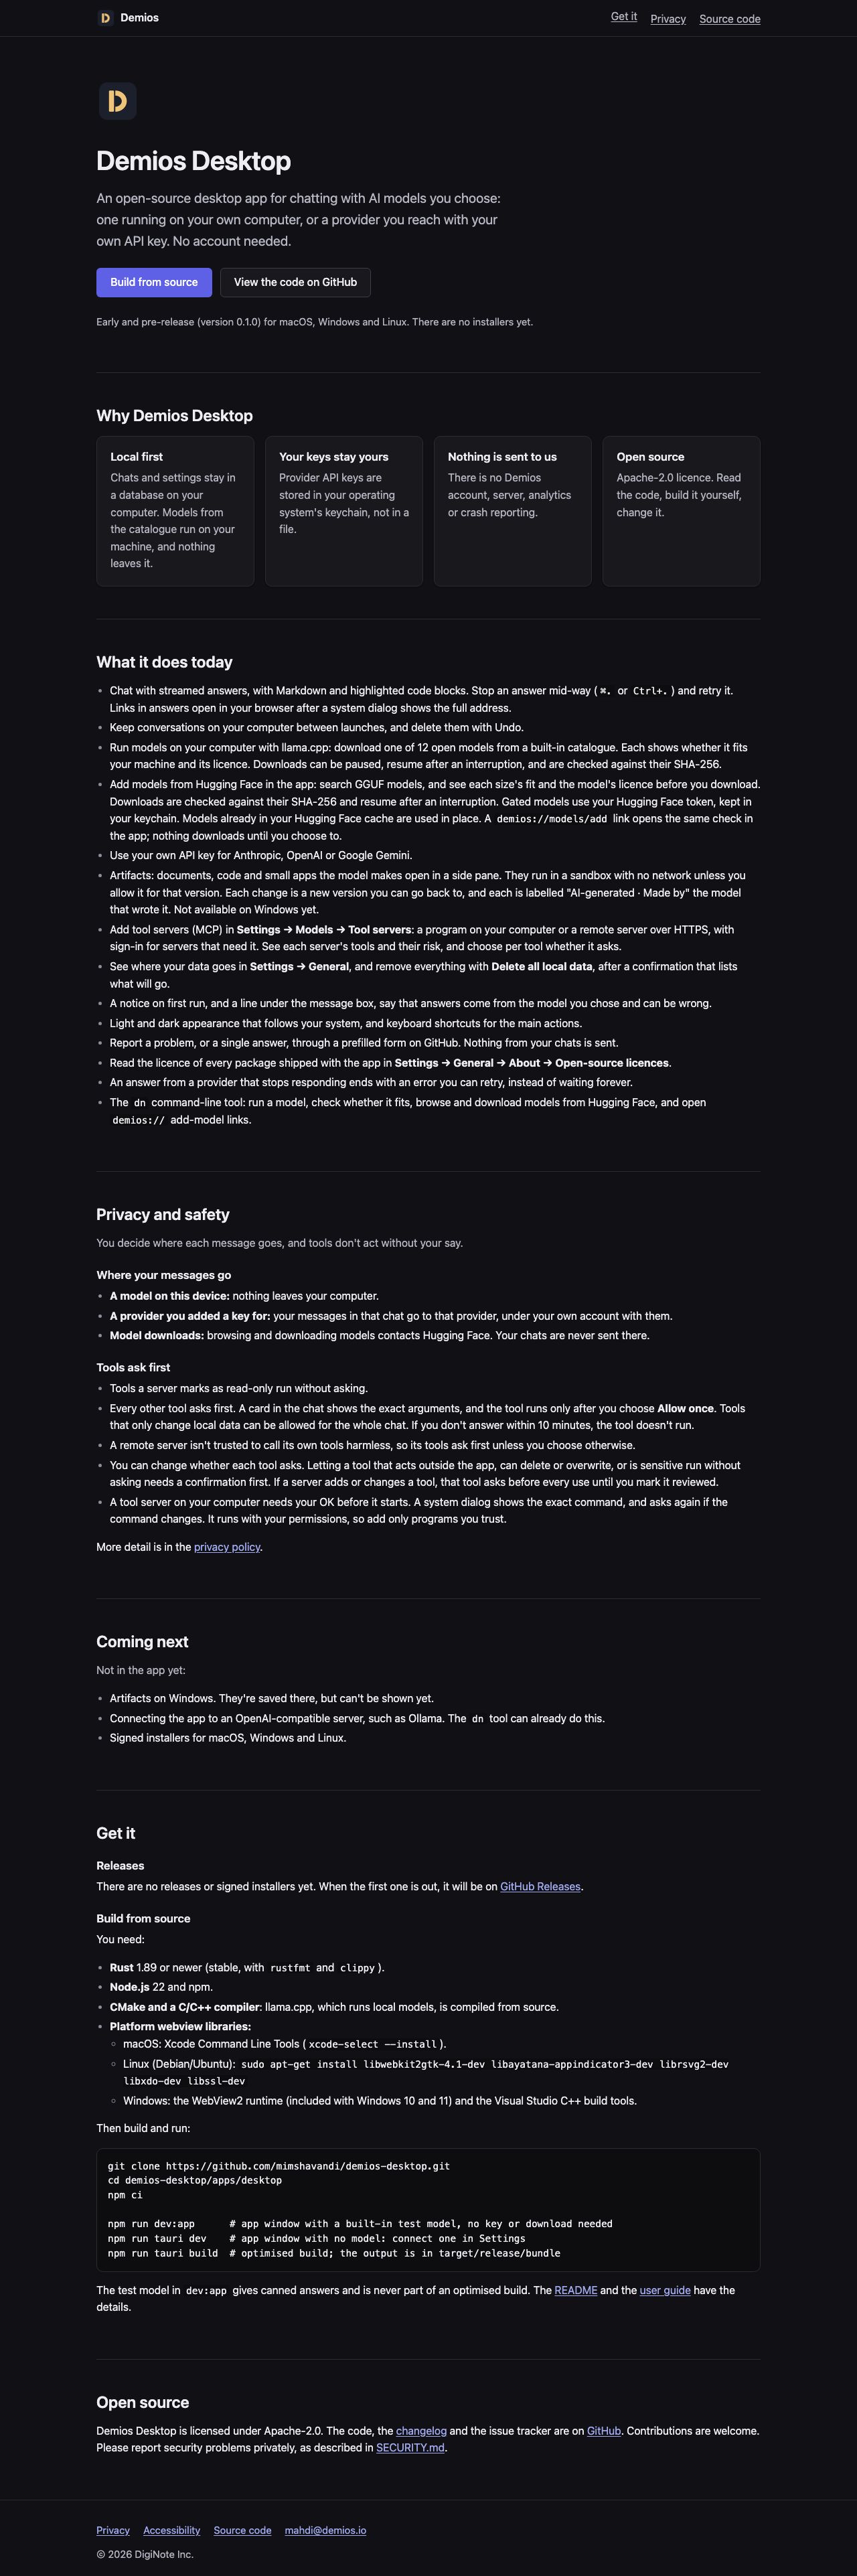 Demios
Get it
Privacy
Source code
D
Demios Desktop
An open-source desktop app for chatting with AI models you choose:
one running on your own computer, or a provider you reach with your
own API key. No account needed.
Build from source
View the code on GitHub
Early and pre-release (version 0.1.0) for macOS, Windows and Linux. There are no installers yet.
Why Demios Desktop
Local first
Chats and settings stay in
a database on your
computer. Models from
the catalogue run on your
machine, and nothing
leaves it.
Your keys stay yours
Provider API keys are
stored in your operating
system's keychain, not in a
file.
Nothing is sent to us
There is no Demios
account, server, analytics
or crash reporting.
Open source
Apache-2.0 licence. Read
the code, build it yourself,
change it.
What it does today
• Chat with streamed answers, with Markdown and highlighted code blocks. Stop an answer mid-way (⌘. or Ctrl+.) and retry it.
Links in answers open in your browser after a system dialog shows the full address.
• Keep conversations on your computer between launches, and delete them with Undo.
• Run models on your computer with llama.cpp: download one of 12 open models from a built-in catalogue. Each shows whether it fits
your machine and its licence. Downloads can be paused, resume after an interruption, and are checked against their SHA-256.
• Add models from Hugging Face in the app: search GGUF models, and see each size's fit and the model's licence before you download.
Downloads are checked against their SHA-256 and resume after an interruption. Gated models use your Hugging Face token, kept in
your keychain. Models already in your Hugging Face cache are used in place. A demios://models/add link opens the same check in
the app; nothing downloads until you choose to.
• Use your own API key for Anthropic, OpenAI or Google Gemini.
• Artifacts: documents, code and small apps the model makes open in a side pane. They run in a sandbox with no network unless you
allow it for that version. Each change is a new version you can go back to, and each is labelled "AI-generated · Made by" the model
that wrote it. Not available on Windows yet.
• Add tool servers (MCP) in Settings → Models → Tool servers: a program on your computer or a remote server over HTTPS, with
sign-in for servers that need it. See each server's tools and their risk, and choose per tool whether it asks.
• See where your data goes in Settings → General, and remove everything with Delete all local data, after a confirmation that lists
what will go.
• A notice on first run, and a line under the message box, say that answers come from the model you chose and can be wrong.
• Light and dark appearance that follows your system, and keyboard shortcuts for the main actions.
• Report a problem, or a single answer, through a prefilled form on GitHub. Nothing from your chats is sent.
• Read the licence of every package shipped with the app in Settings → General → About → Open-source licences.
• An answer from a provider that stops responding ends with an error you can retry, instead of waiting forever.
• The dn command-line tool: run a model, check whether it fits, browse and download models from Hugging Face, and open
demios:// add-model links.
Privacy and safety
You decide where each message goes, and tools don't act without your say.
Where your messages go
• A model on this device: nothing leaves your computer.
• A provider you added a key for: your messages in that chat go to that provider, under your own account with them.
• Model downloads: browsing and downloading models contacts Hugging Face. Your chats are never sent there.
Tools ask first
• Tools a server marks as read-only run without asking.
• Every other tool asks first. A card in the chat shows the exact arguments, and the tool runs only after you choose Allow once. Tools
that only change local data can be allowed for the whole chat. If you don't answer within 10 minutes, the tool doesn't run.
• A remote server isn't trusted to call its own tools harmless, so its tools ask first unless you choose otherwise.
• You can change whether each tool asks. Letting a tool that acts outside the app, can delete or overwrite, or is sensitive run without
asking needs a confirmation first. If a server adds or changes a tool, that tool asks before every use until you mark it reviewed.
• A tool server on your computer needs your OK before it starts. A system dialog shows the exact command, and asks again if the
command changes. It runs with your permissions, so add only programs you trust.
More detail is in the privacy policy.
Coming next
Not in the app yet:
• Artifacts on Windows. They're saved there, but can't be shown yet.
• Connecting the app to an OpenAI-compatible server, such as Ollama. The dn tool can already do this.
• Signed installers for macOS, Windows and Linux.
Get it
Releases
There are no releases or signed installers yet. When the first one is out, it will be on GitHub Releases.
Build from source
You need:
• Rust 1.89 or newer (stable, with rustfmt and clippy).
• Node.js 22 and npm.
• CMake and a C/C++ compiler: llama.cpp, which runs local models, is compiled from source.
• Platform webview libraries:
◦ macOS: Xcode Command Line Tools (xcode-select --install).
◦ Linux (Debian/Ubuntu): sudo apt-get install libwebkit2gtk-4.1-dev libayatana-appindicator3-dev librsvg2-dev
libxdo-dev libssl-dev
◦ Windows: the WebView2 runtime (included with Windows 10 and 11) and the Visual Studio C++ build tools.
Then build and run:
git clone https://github.com/mimshavandi/demios-desktop.git
cd demios-desktop/apps/desktop
npm ci
npm run dev:app      # app window with a built-in test model, no key or download needed
npm run tauri dev    # app window with no model: connect one in Settings
npm run tauri build  # optimised build; the output is in target/release/bundle
The test model in dev:app gives canned answers and is never part of an optimised build. The README and the user guide have the
details.
Open source
Demios Desktop is licensed under Apache-2.0. The code, the changelog and the issue tracker are on GitHub. Contributions are welcome.
Please report security problems privately, as described in SECURITY.md.
Privacy
Accessibility
Source code
mahdi@demios.io
© 2026 DigiNote Inc.